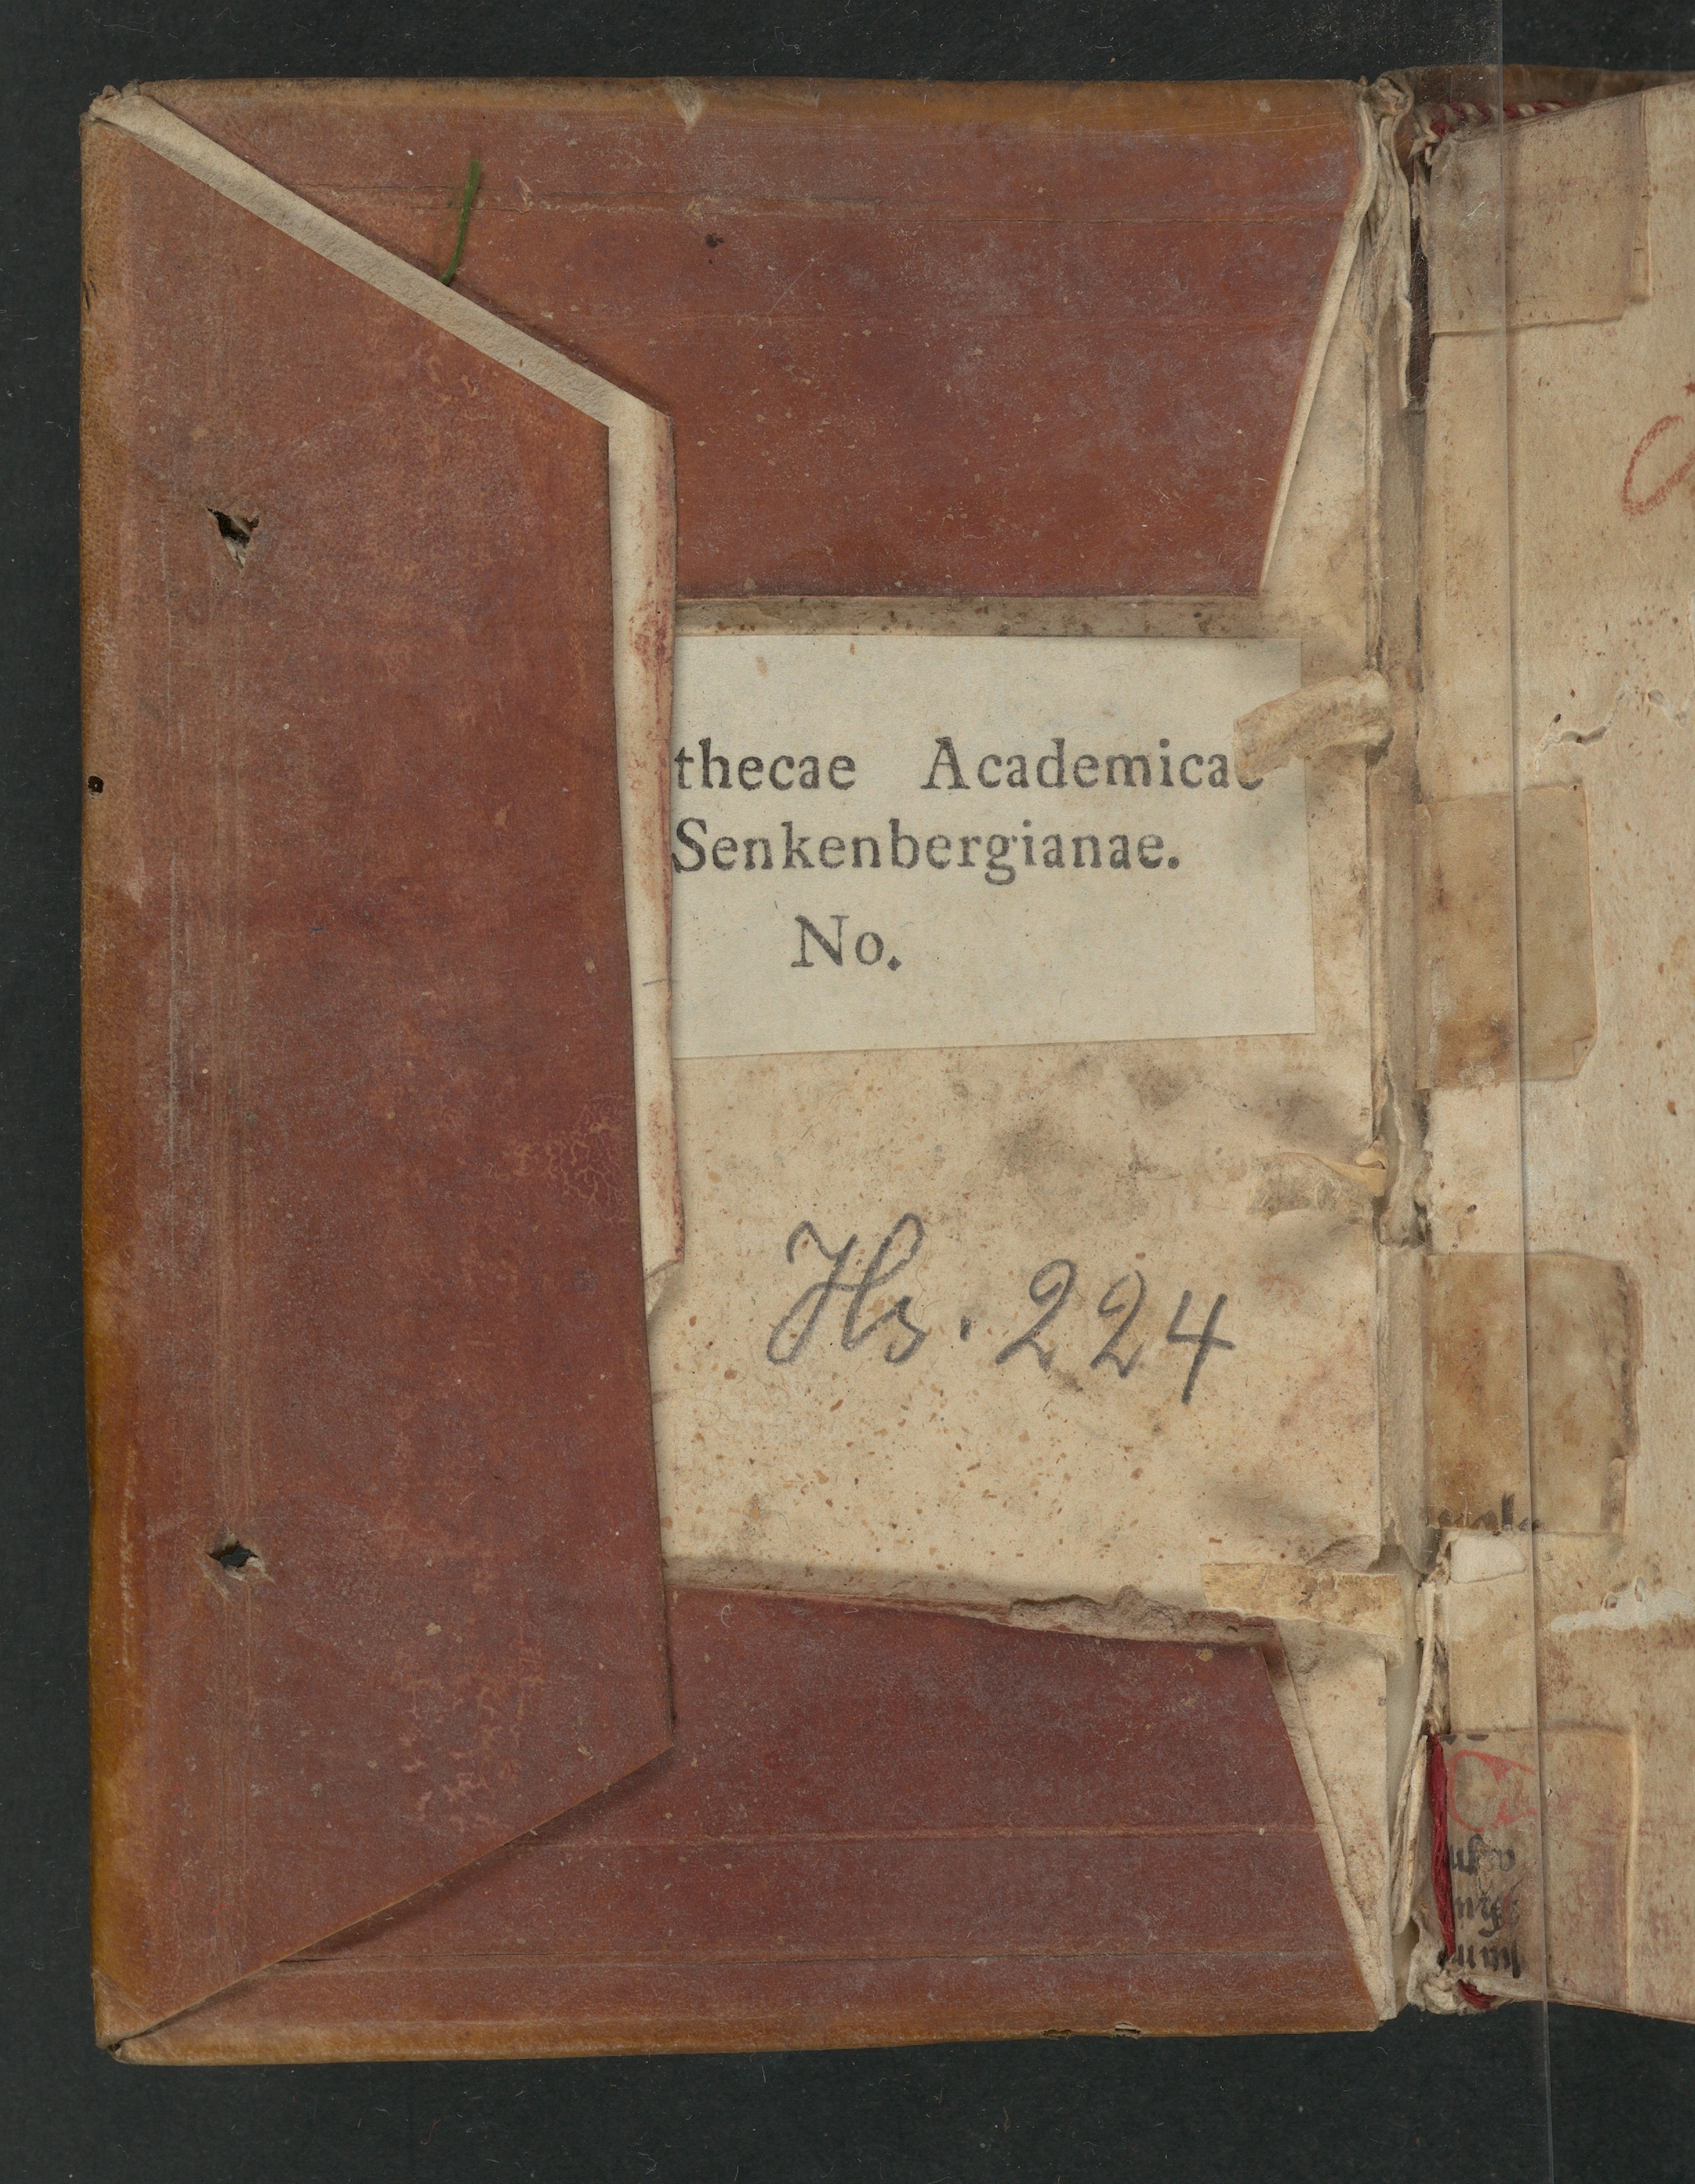 thecae Academicae
Senkenbergianae.
No.
Hs. 224